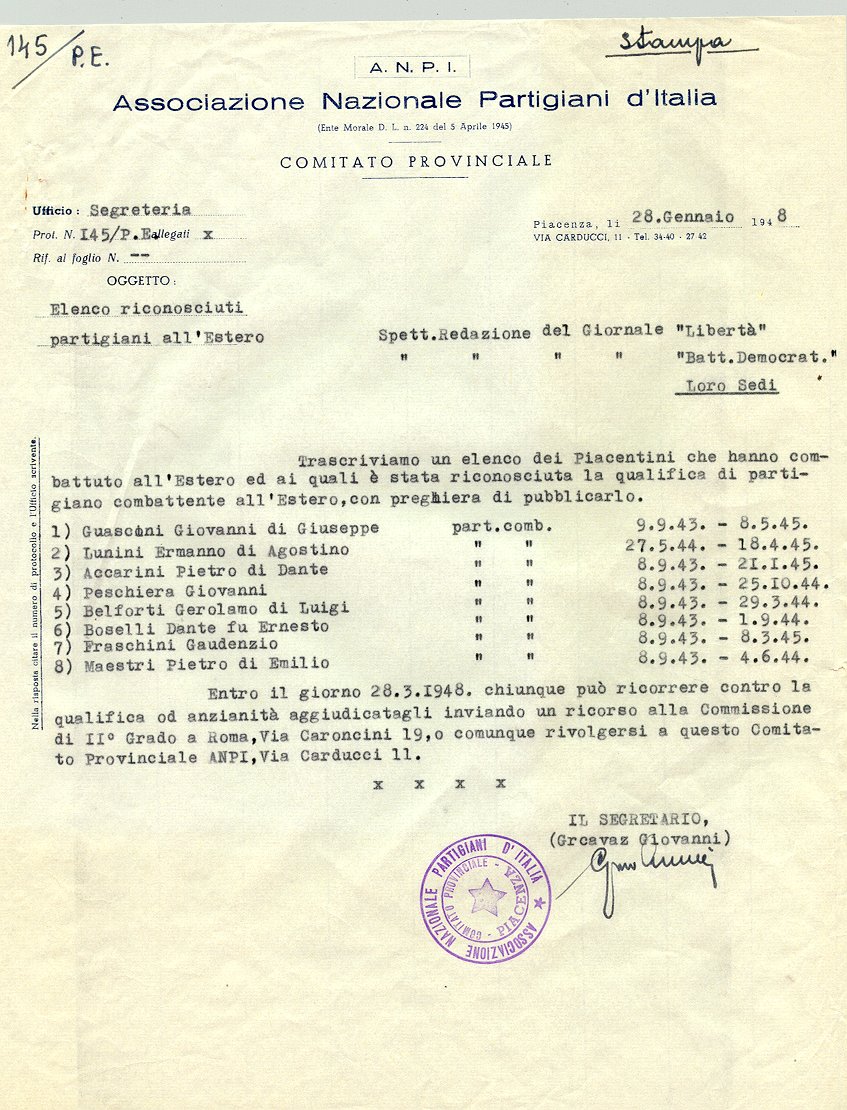 145/P.E.
Stampa
A. N. P. I.
Associazione Nazionale Partigiani d'Italia
(Ente Morale D. L. n. 224 del 5 Aprile 1945)
COMITATO PROVINCIALE
Ufficio : Segreteria
Prot. N. I45/P.E. allegati x
Rif. al foglio N. --
OGGETTO :
Elenco riconosciuti
partigiani all'Estero
Piacenza, li 28.Gennaio 1948
VIA CARDUCCI, 11 - Tel. 34-40 - 27-42
Spett.Redazione del Giornale "Libertà"
" " " " "Batt.Democrat."
Loro Sedi
Nella risposta citare il numero di protocollo e l'Ufficio scrivente.
Trascriviamo un elenco dei Piacentini che hanno com-
battuto all'Estero ed ai quali è stata riconosciuta la qualifica di parti-
giano combattente all'Estero,con preghiera di pubblicarlo.
1) Guasconi Giovanni di Giuseppe part.comb. 9.9.43. - 8.5.45.
2) Lunini Ermanno di Agostino " " 27.5.44. - 18.4.45.
3) Accarini Pietro di Dante " " 8.9.43. - 2I.I.45.
4) Peschiera Giovanni " " 8.9.43. - 25.I0.44.
5) Belforti Gerolamo di Luigi " " 8.9.43. - 29.3.44.
6) Boselli Dante fu Ernesto " " 8.9.43. - 1.9.44.
7) Fraschini Gaudenzio " " 8.9.43. - 8.3.45.
8) Maestri Pietro di Emilio " " 8.9.43. - 4.6.44.
Entro il giorno 28.3.I948. chiunque può ricorrere contro la
qualifica od anzianità aggiudicatagli inviando un ricorso alla Commissione
di II° Grado a Roma,Via Caroncini I9,o comunque rivolgersi a questo Comita-
to Provinciale ANPI,Via Carducci 11.
x x x x
IL SEGRETARIO,
(Grcavaz Giovanni)
ASSOCIAZIONE NAZIONALE PARTIGIANI D'ITALIA
COMITATO PROVINCIALE - PIACENZA